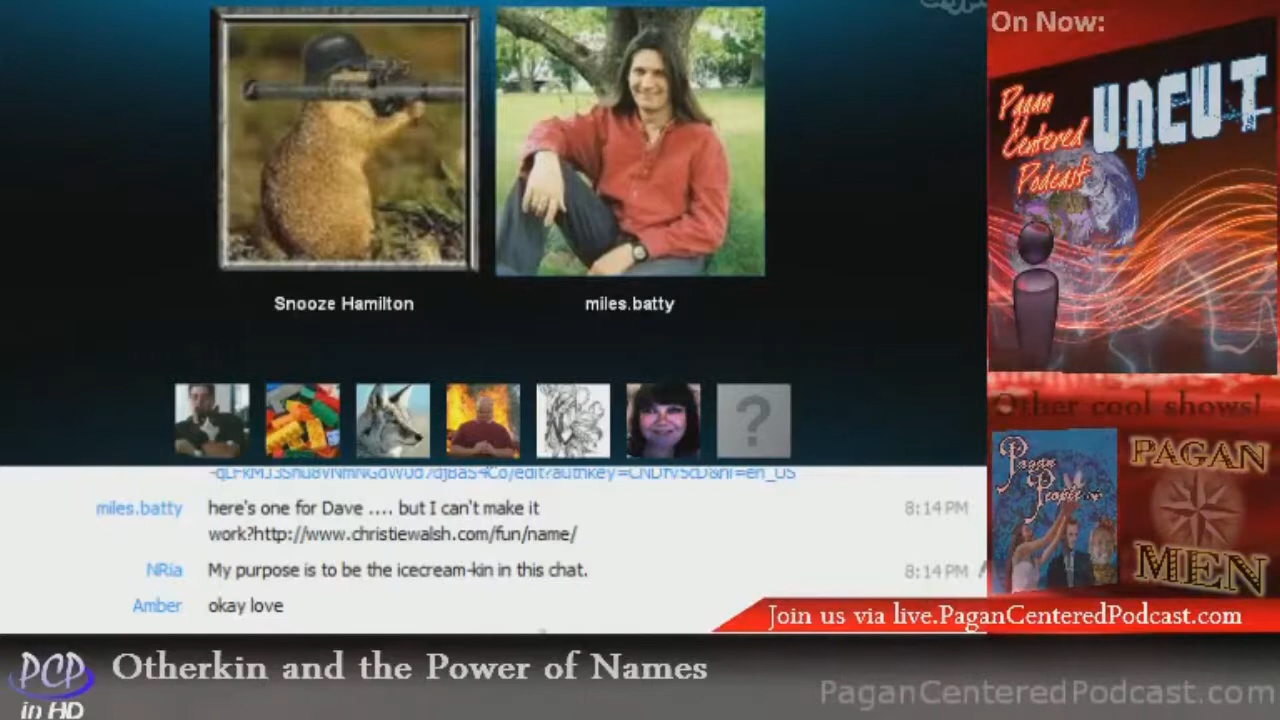 On Now:
Pagan
Centered
Podcast
UNCUT
Snooze Hamilton
miles.batty
Other cool shows!
Pagan
People
PAGAN
MEN
miles.batty here's one for Dave .... but I can't make it 8:14 PM
work?http://www.christiewalsh.com/fun/name/
NRia My purpose is to be the icecream-kin in this chat. 8:14 PM
Amber okay love
Join us via live.PaganCenteredPodcast.com
PCP
in HD
Otherkin and the Power of Names
PaganCenteredPodcast.com